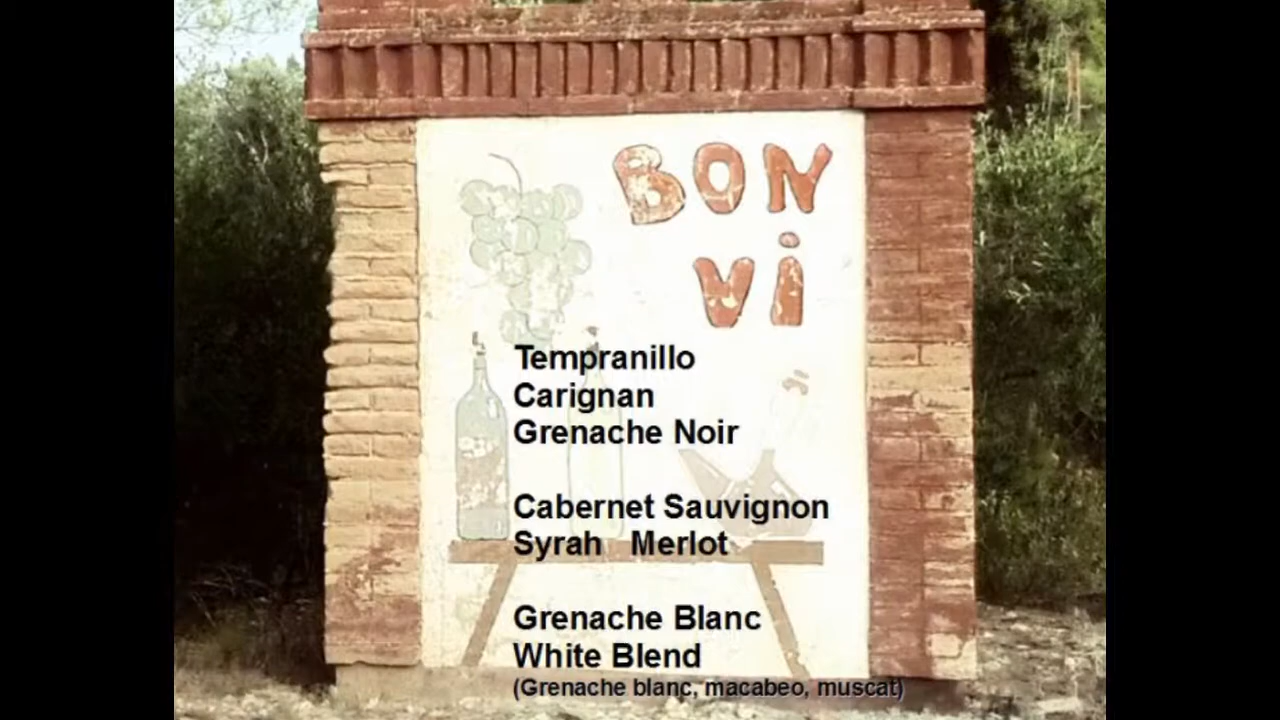 BON
Vi
Tempranillo
Carignan
Grenache Noir
Cabernet Sauvignon
Syrah Merlot
Grenache Blanc
White Blend
(Grenache blanc, macabeo, muscat)